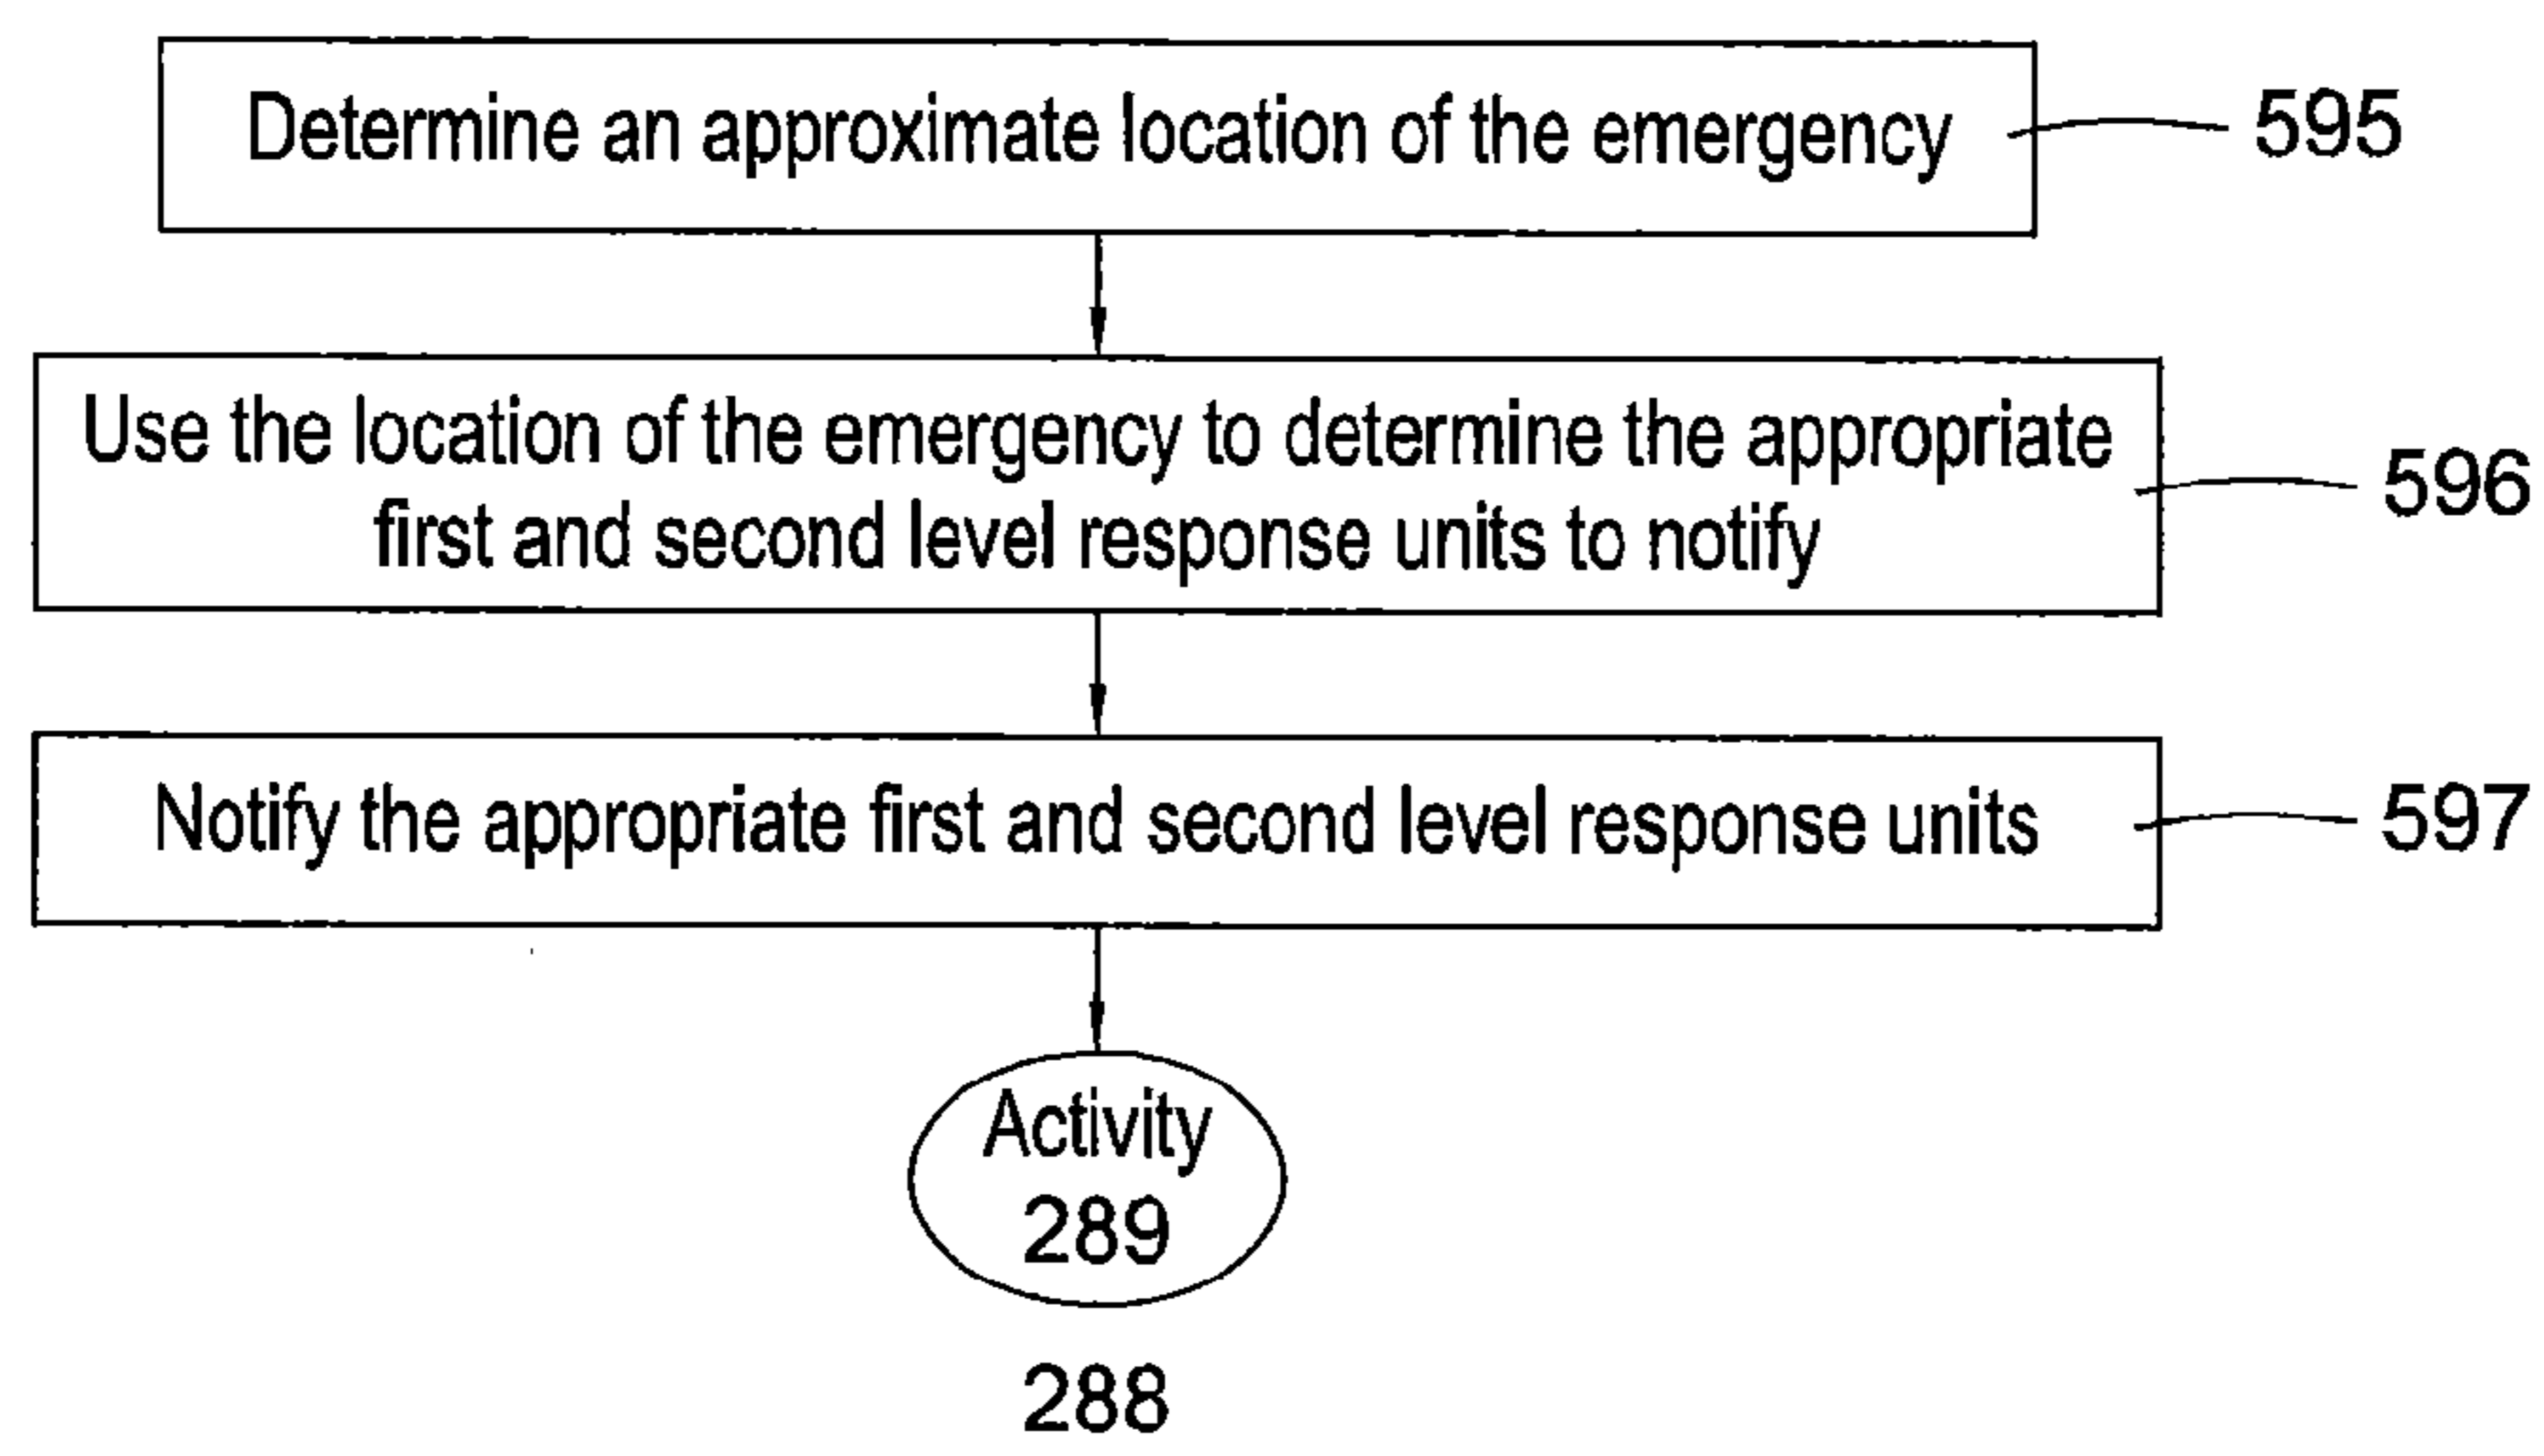 Determine an approximate location of the emergency
595
Use the location of the emergency to determine the appropriate
first and second level response units to notify
596
Notify the appropriate first and second level response units
597
Activity
289
288